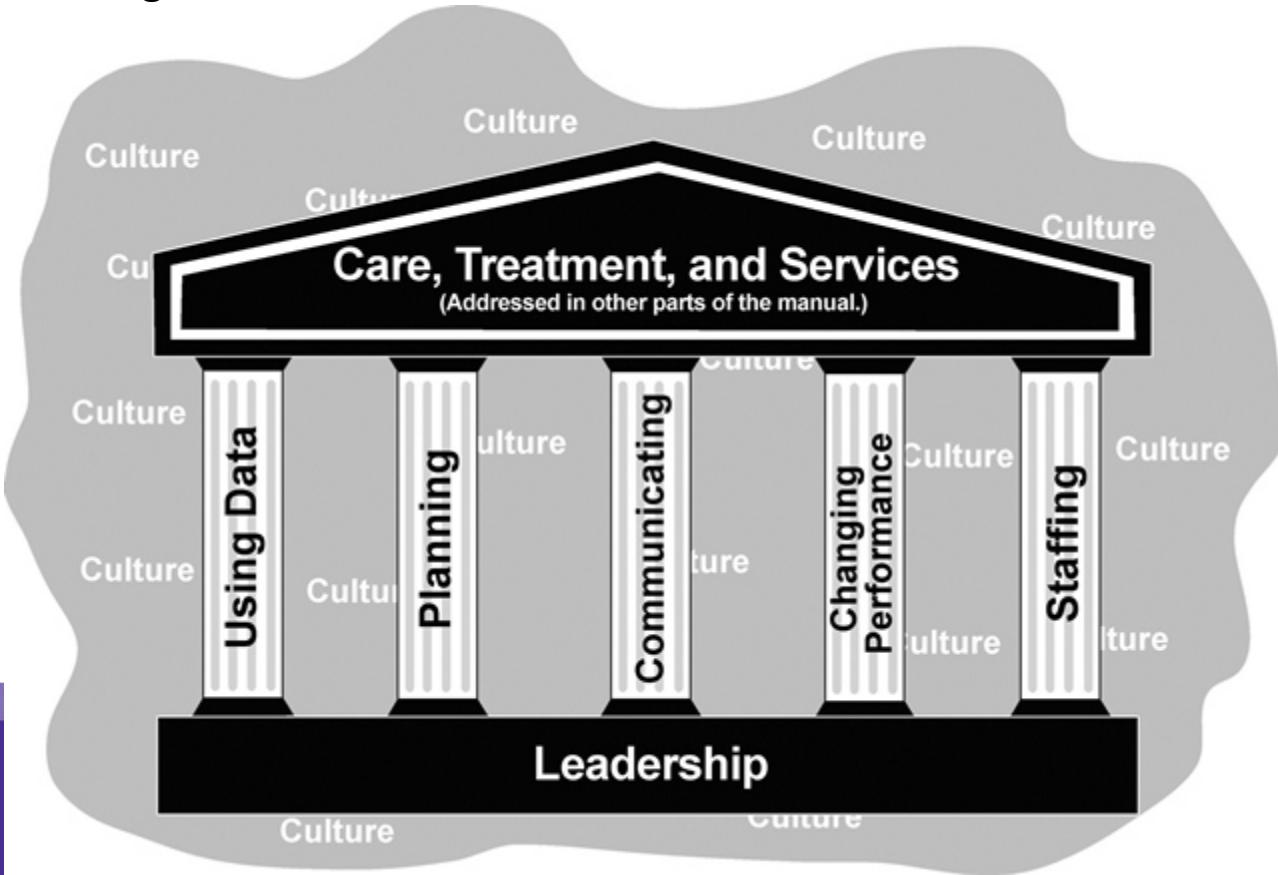 Culture
Culture
Culture
Culture
Care, Treatment, and Services
(Addressed in other parts of the manual.)
Culture
Culture
Culture
Culture
Culture
Using Data
Planning
Communicating
Changing
Performance
Staffing
Leadership
Culture